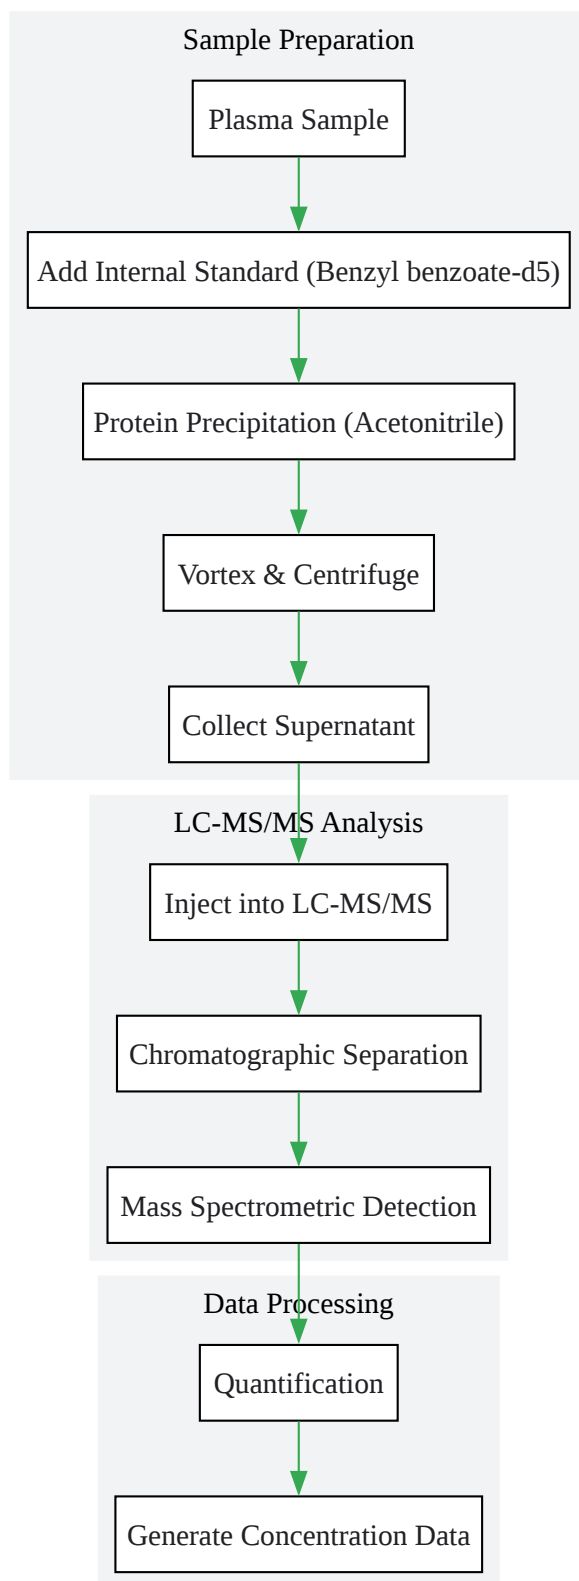 Sample Preparation
Plasma Sample
Add Internal Standard (Benzyl benzoate-d5)
Protein Precipitation (Acetonitrile)
Vortex & Centrifuge
Collect Supernatant
LC-MS/MS Analysis
Inject into LC-MS/MS
Chromatographic Separation
Mass Spectrometric Detection
Data Processing
Quantification
Generate Concentration Data